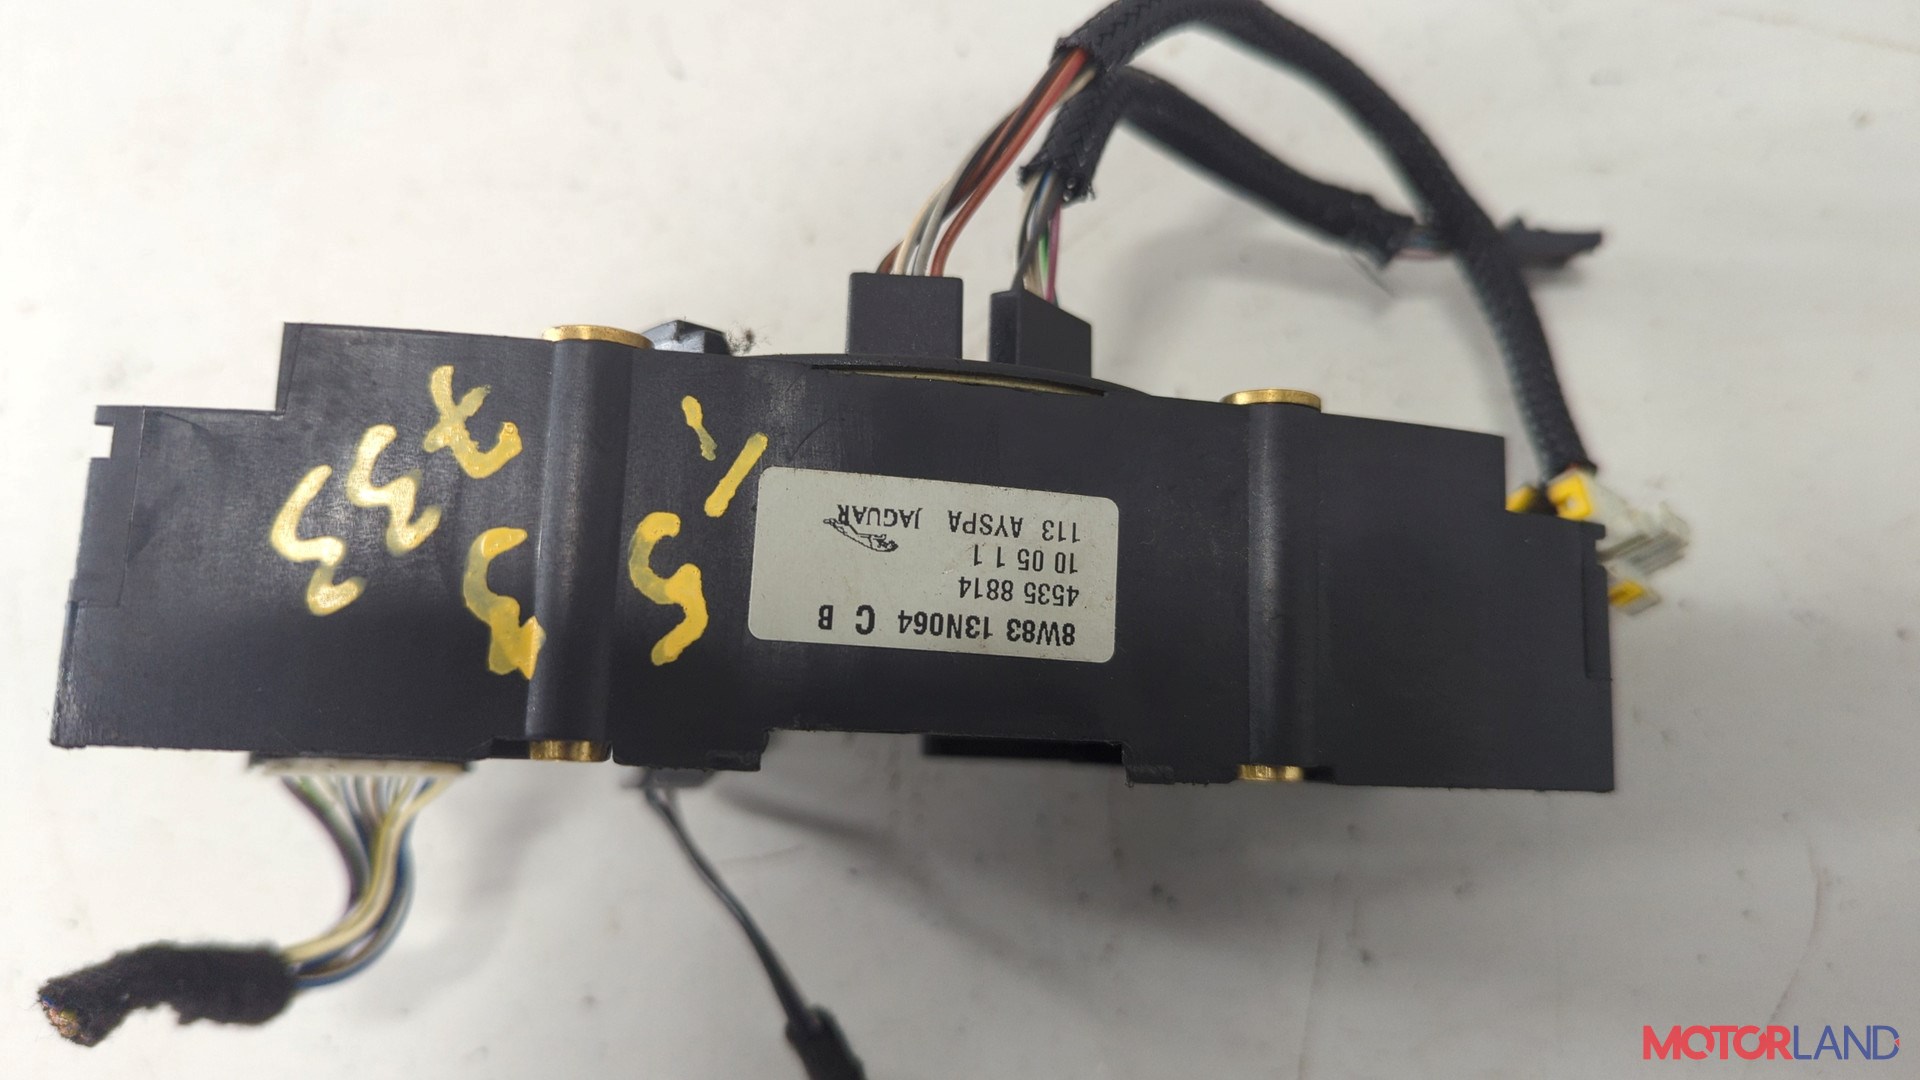 8W83 13N064 C B
4535 8814
10 05 1 1
113 AYSPA JAGUAR
MOTORLAND